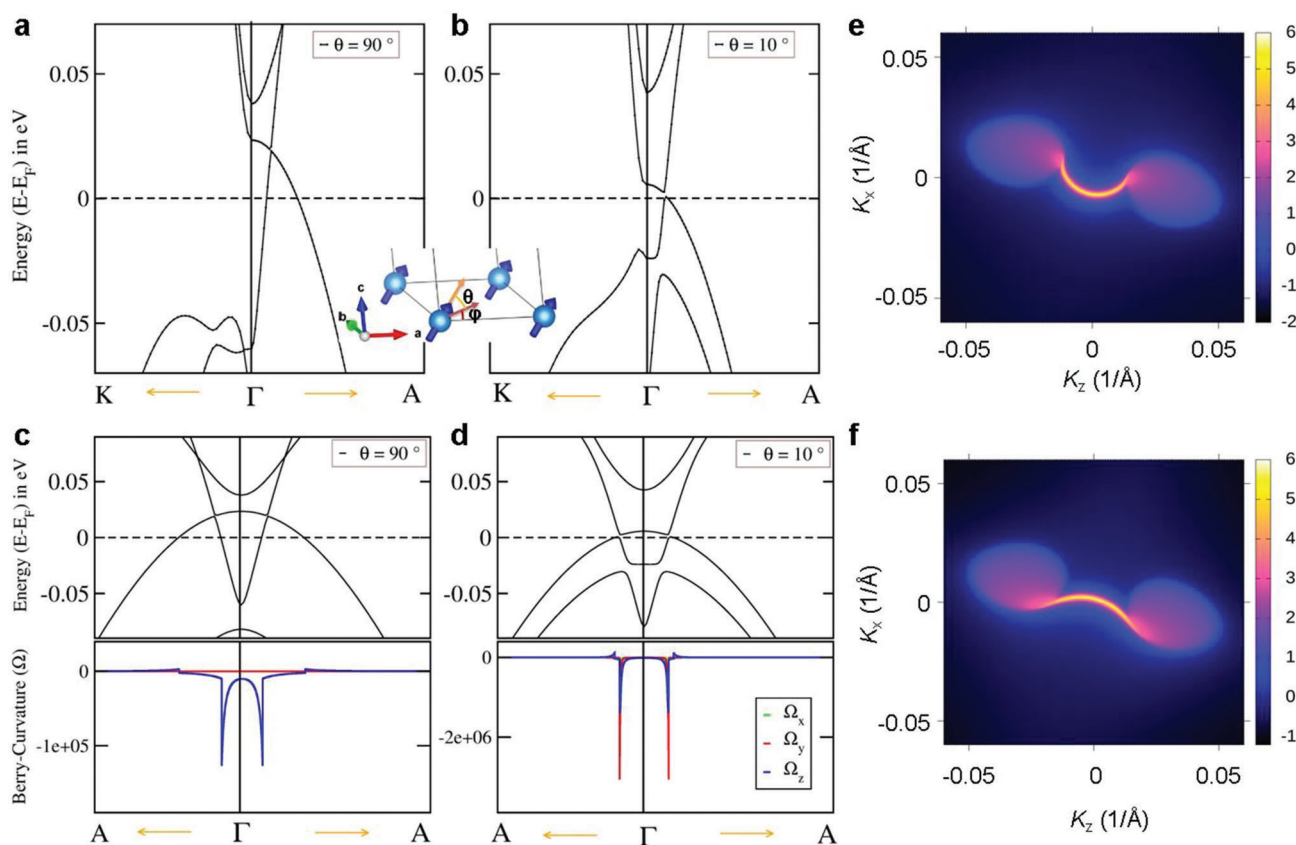 a
θ = 90 °
0.05
0
-0.05
Energy (E-E_F) in eV
K
Γ
A
b
θ = 10 °
0.05
0
-0.05
c
b
a
θ
φ
K
Γ
A
c
θ = 90 °
0.05
0
-0.05
Energy (E-E_F) in eV
0
-1e+05
Berry-Curvature (Ω)
A
Γ
A
d
θ = 10 °
0.05
0
-0.05
0
-2e+06
Ω_x
Ω_y
Ω_z
A
Γ
A
e
0.05
0
-0.05
K_x (1/Å)
-0.05
0
0.05
K_z (1/Å)
6
5
4
3
2
1
0
-1
-2
f
0.05
0
-0.05
K_x (1/Å)
-0.05
0
0.05
K_z (1/Å)
6
5
4
3
2
1
0
-1